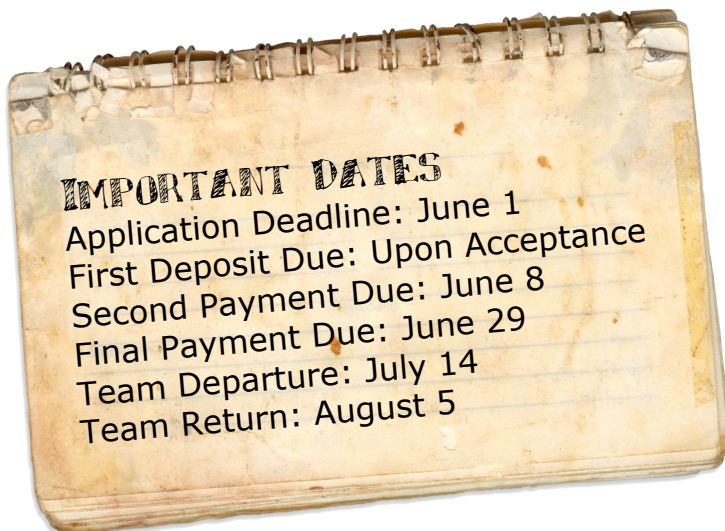 IMPORTANT DATES
Application Deadline: June 1
First Deposit Due: Upon Acceptance
Second Payment Due: June 8
Final Payment Due: June 29
Team Departure: July 14
Team Return: August 5